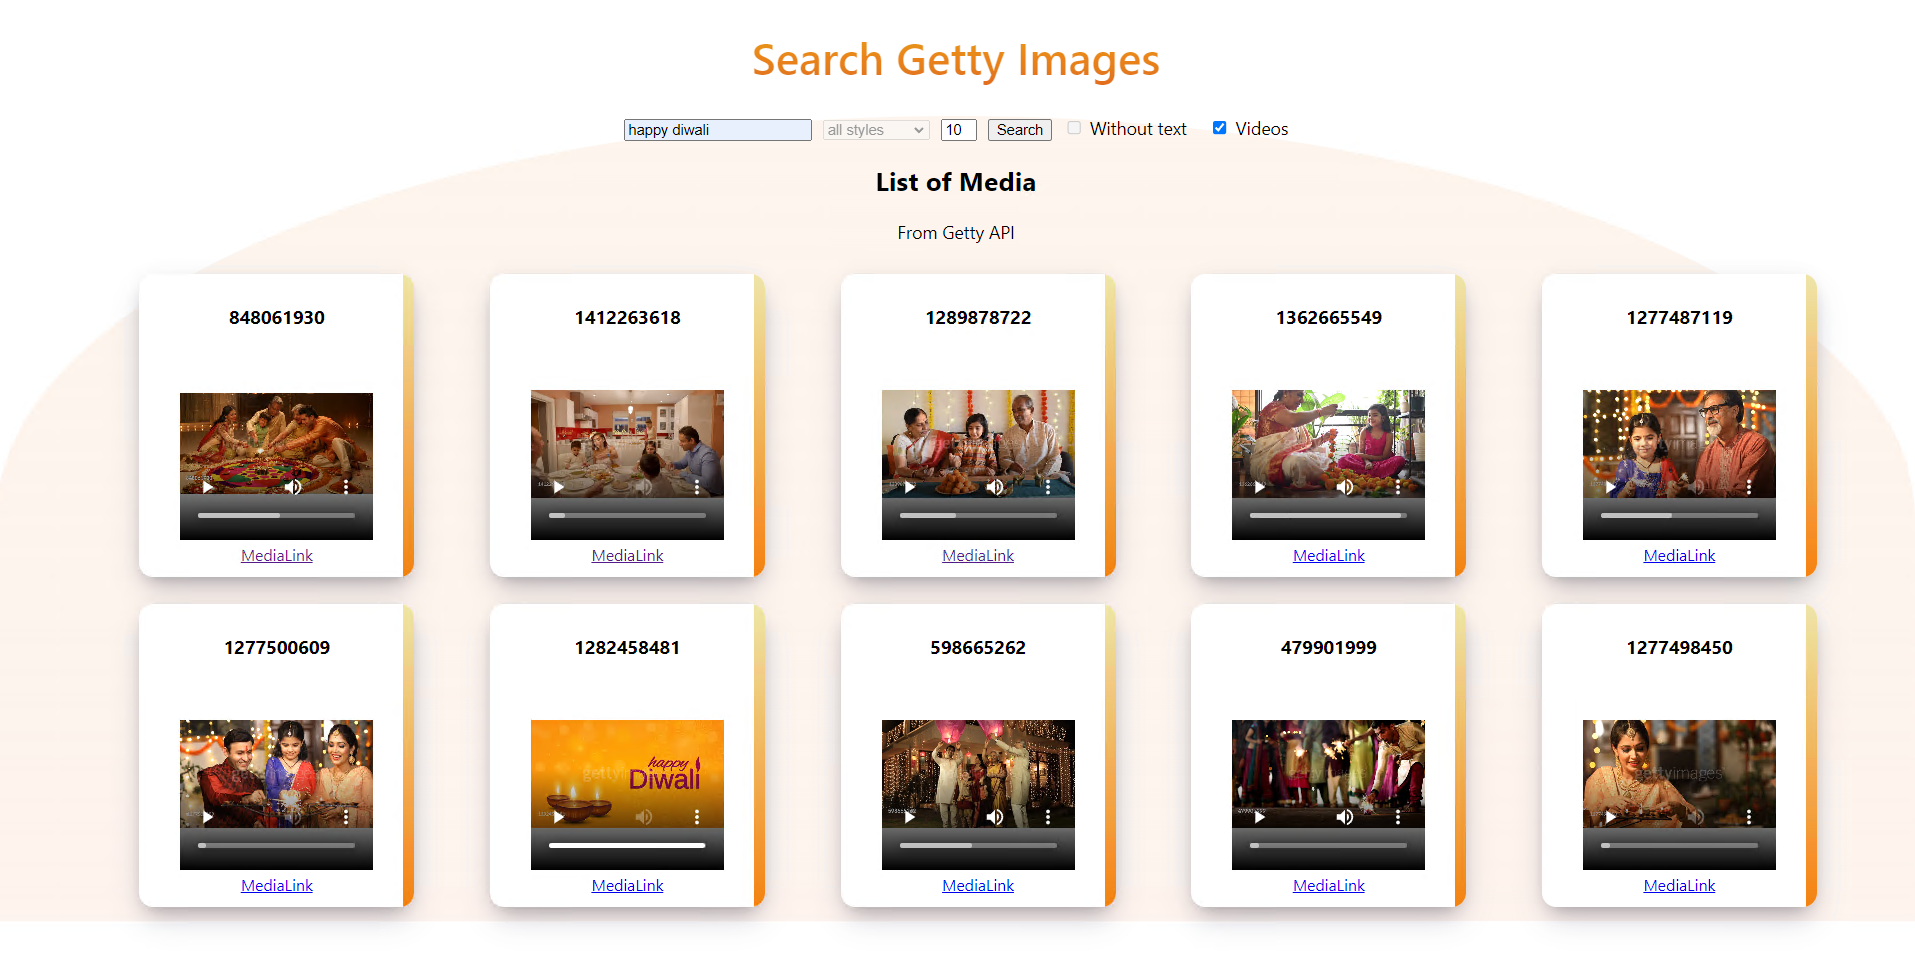 Search Getty Images
happy diwali all styles 10 Search Without text Videos
List of Media
From Getty API
848061930 1412263618 1289878722 1362665549 1277487119
MediaLink MediaLink MediaLink MediaLink MediaLink
1277500609 1282458481 598665262 479901999 1277498450
happy
Diwali
gettyimages
MediaLink MediaLink MediaLink MediaLink MediaLink